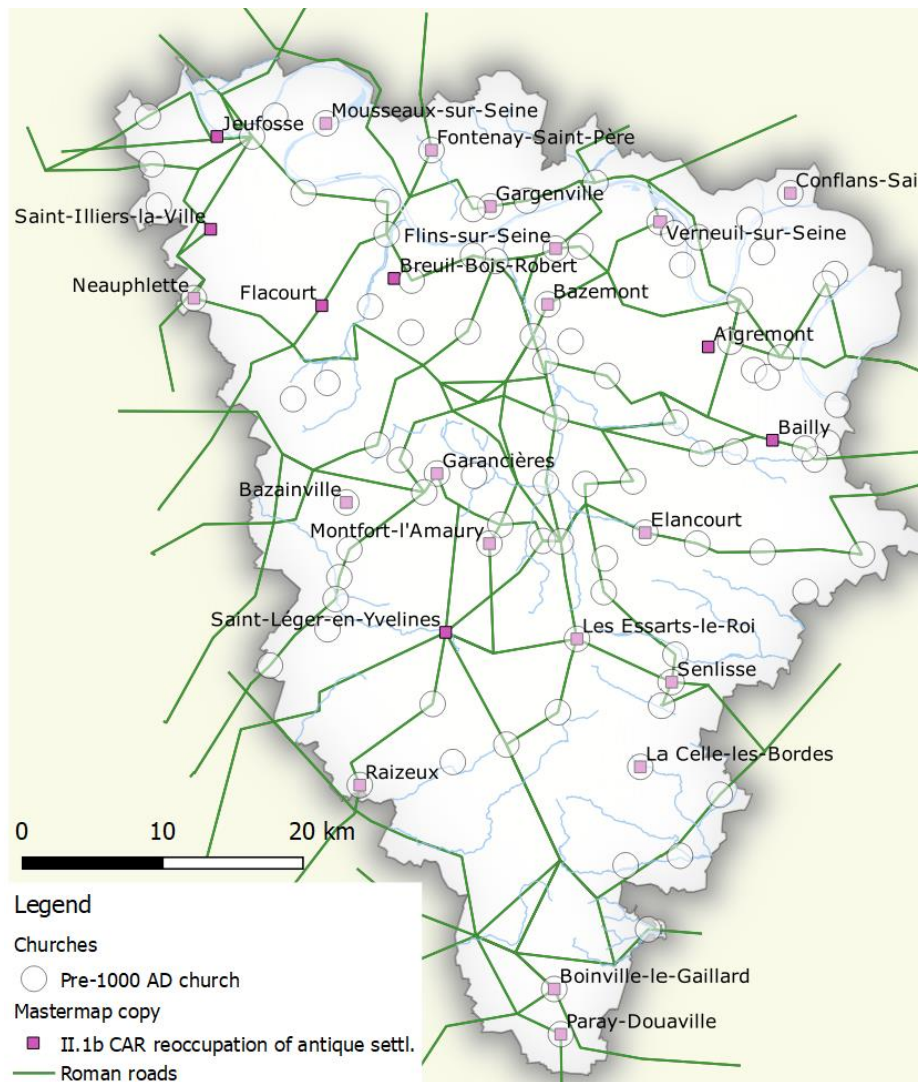 Mousseaux-sur-Seine
Jeufosse
Fontenay-Saint-Père
Conflans-Sai
Gargenville
Saint-Illiers-la-Ville
Verneuil-sur-Seine
Flins-sur-Seine
Breuil-Bois-Robert
Neauphlette
Flacourt
Bazemont
Aigremont
Bailly
Garancières
Bazainville
Montfort-l'Amaury
Elancourt
Saint-Léger-en-Yvelines
Les Essarts-le-Roi
Senlisse
La Celle-les-Bordes
Raizeux
0 10 20 km
Legend
Churches
Pre-1000 AD church
Mastermap copy
II.1b CAR reoccupation of antique settl.
Roman roads
Boinville-le-Gaillard
Paray-Douaville